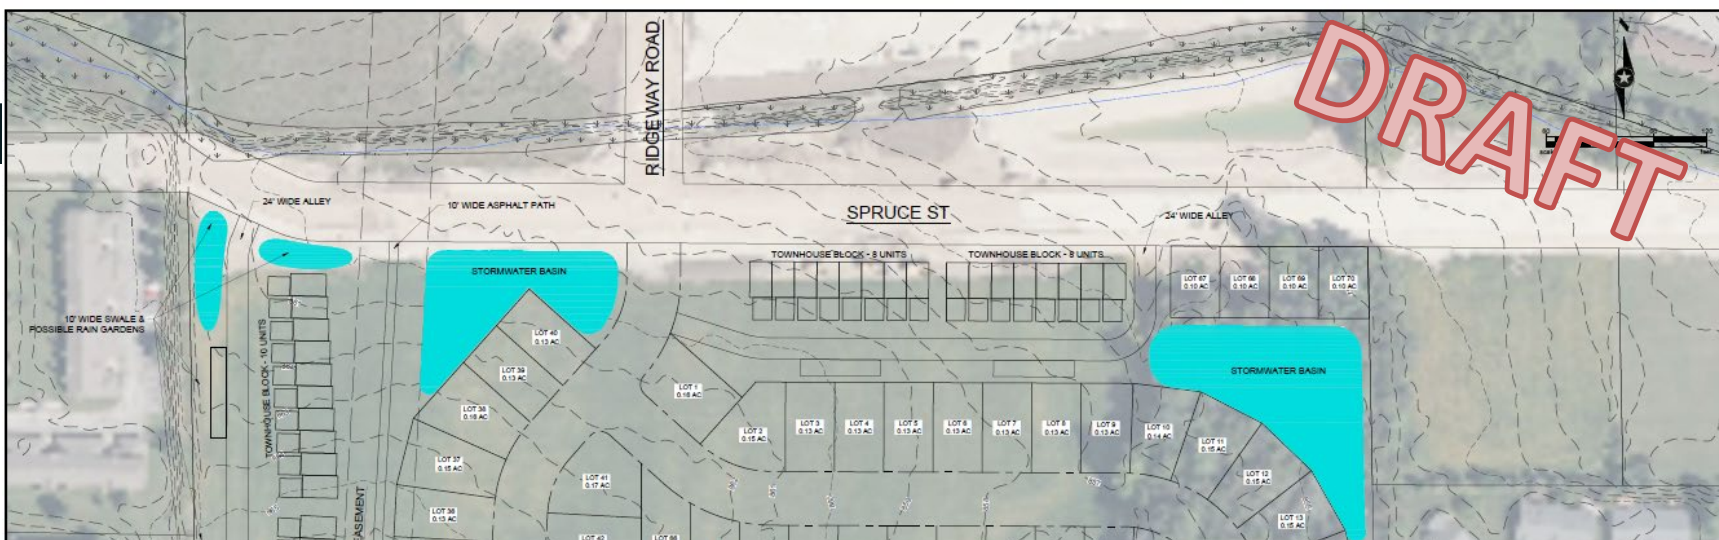 DRAFT
RIDGEWAY ROAD
SPRUCE ST
24' WIDE ALLEY
10' WIDE ASPHALT PATH
24' WIDE ALLEY
STORMWATER BASIN
TOWNHOUSE BLOCK - 8 UNITS
TOWNHOUSE BLOCK - 8 UNITS
LOT 67
0.10 AC
LOT 68
0.10 AC
LOT 69
0.10 AC
LOT 70
0.10 AC
10' WIDE SWALE &
POSSIBLE RAIN GARDENS
TOWNHOUSE BLOCK - 10 UNITS
LOT 40
0.13 AC
LOT 39
0.13 AC
LOT 38
0.16 AC
LOT 37
0.15 AC
LOT 36
0.13 AC
EASEMENT
LOT 1
0.16 AC
LOT 2
0.15 AC
LOT 3
0.13 AC
LOT 4
0.13 AC
LOT 5
0.13 AC
LOT 6
0.13 AC
LOT 7
0.13 AC
LOT 8
0.13 AC
LOT 9
0.13 AC
LOT 10
0.14 AC
LOT 11
0.15 AC
LOT 12
0.15 AC
LOT 13
0.15 AC
STORMWATER BASIN
LOT 41
0.17 AC
LOT 42
LOT 66